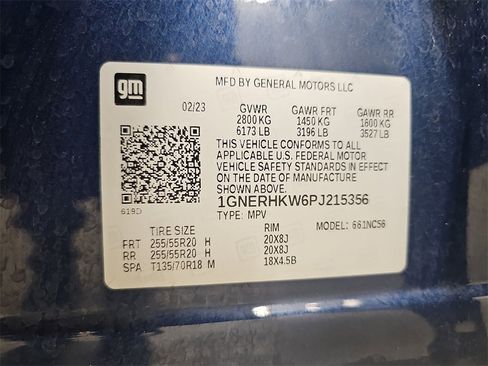 gm
MFD BY GENERAL MOTORS LLC
02/23 GVWR GAWR FRT GAWR RR
2800 KG 1450 KG 1600 KG
6173 LB 3196 LB 3527 LB
THIS VEHICLE CONFORMS TO ALL
APPLICABLE U.S. FEDERAL MOTOR
VEHICLE SAFETY STANDARDS IN EFFECT
ON THE DATE OF MANUFACTURE
SHOWN ABOVE.
619D
1GNERHKW6PJ215356
TYPE: MPV MODEL: 661NC56
TIRE SIZE RIM
FRT 255/55R20 H 20X8J
RR 255/55R20 H 20X8J
SPA T135/70R18 M 18X4.5B